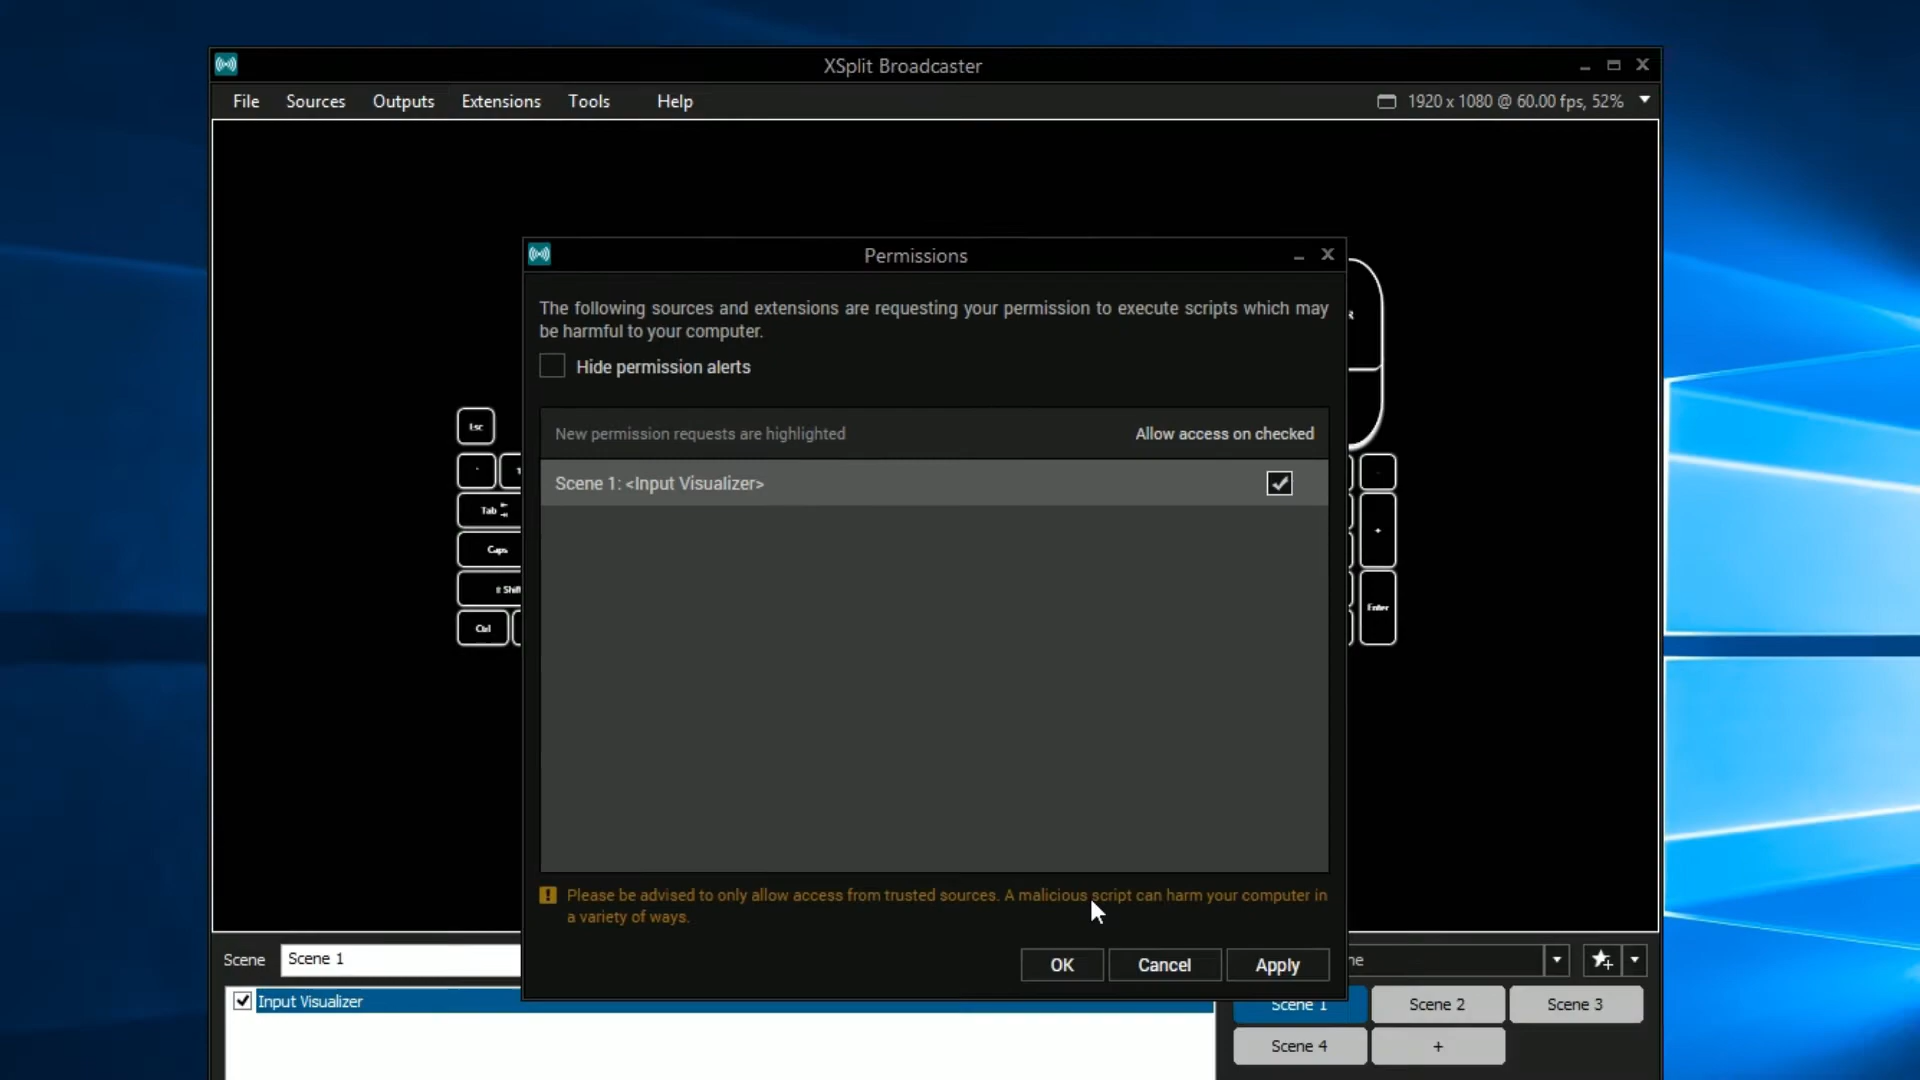 XSplit Broadcaster
File Sources Outputs Extensions Tools Help 1920 x 1080 @ 60.00 fps, 52%
Permissions
The following sources and extensions are requesting your permission to execute scripts which may
be harmful to your computer.
Hide permission alerts
New permission requests are highlighted Allow access on checked
Scene 1: <Input Visualizer>
Esc
Tab
Caps
Shift
Ctrl
R
+
Enter
Please be advised to only allow access from trusted sources. A malicious script can harm your computer in
a variety of ways.
OK Cancel Apply
Scene Scene 1
Input Visualizer
Scene 1 Scene 2 Scene 3
Scene 4 +